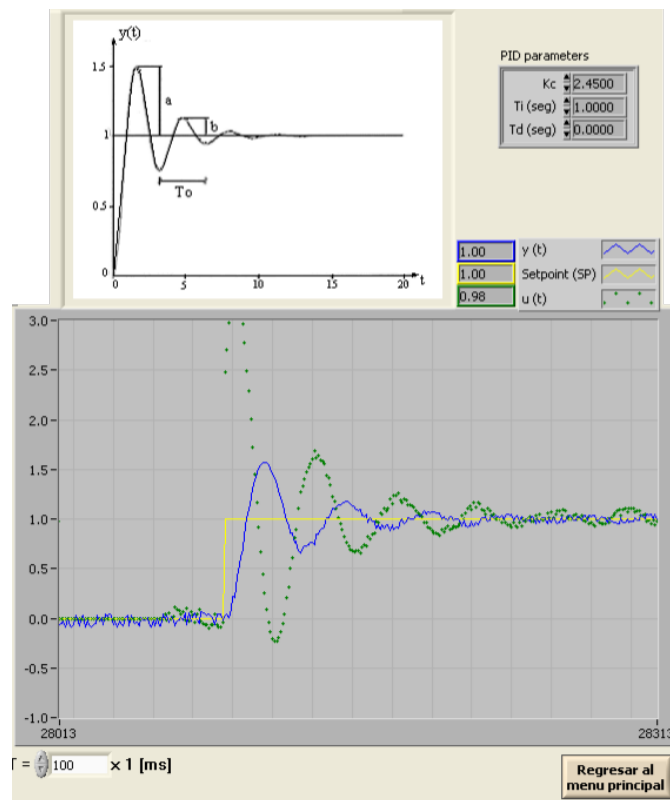 y(t)
1.5
a
1
b
To
0.5
0
0 5 10 15 20 t
PID parameters
Kc 2.4500
Ti (seg) 1.0000
Td (seg) 0.0000
1.00 y (t)
1.00 Setpoint (SP)
0.98 u (t)
3.0
2.5
2.0
1.5
1.0
0.5
0.0
-0.5
-1.0
28013 28313
T = 100 x 1 [ms]
Regresar al
menu principal